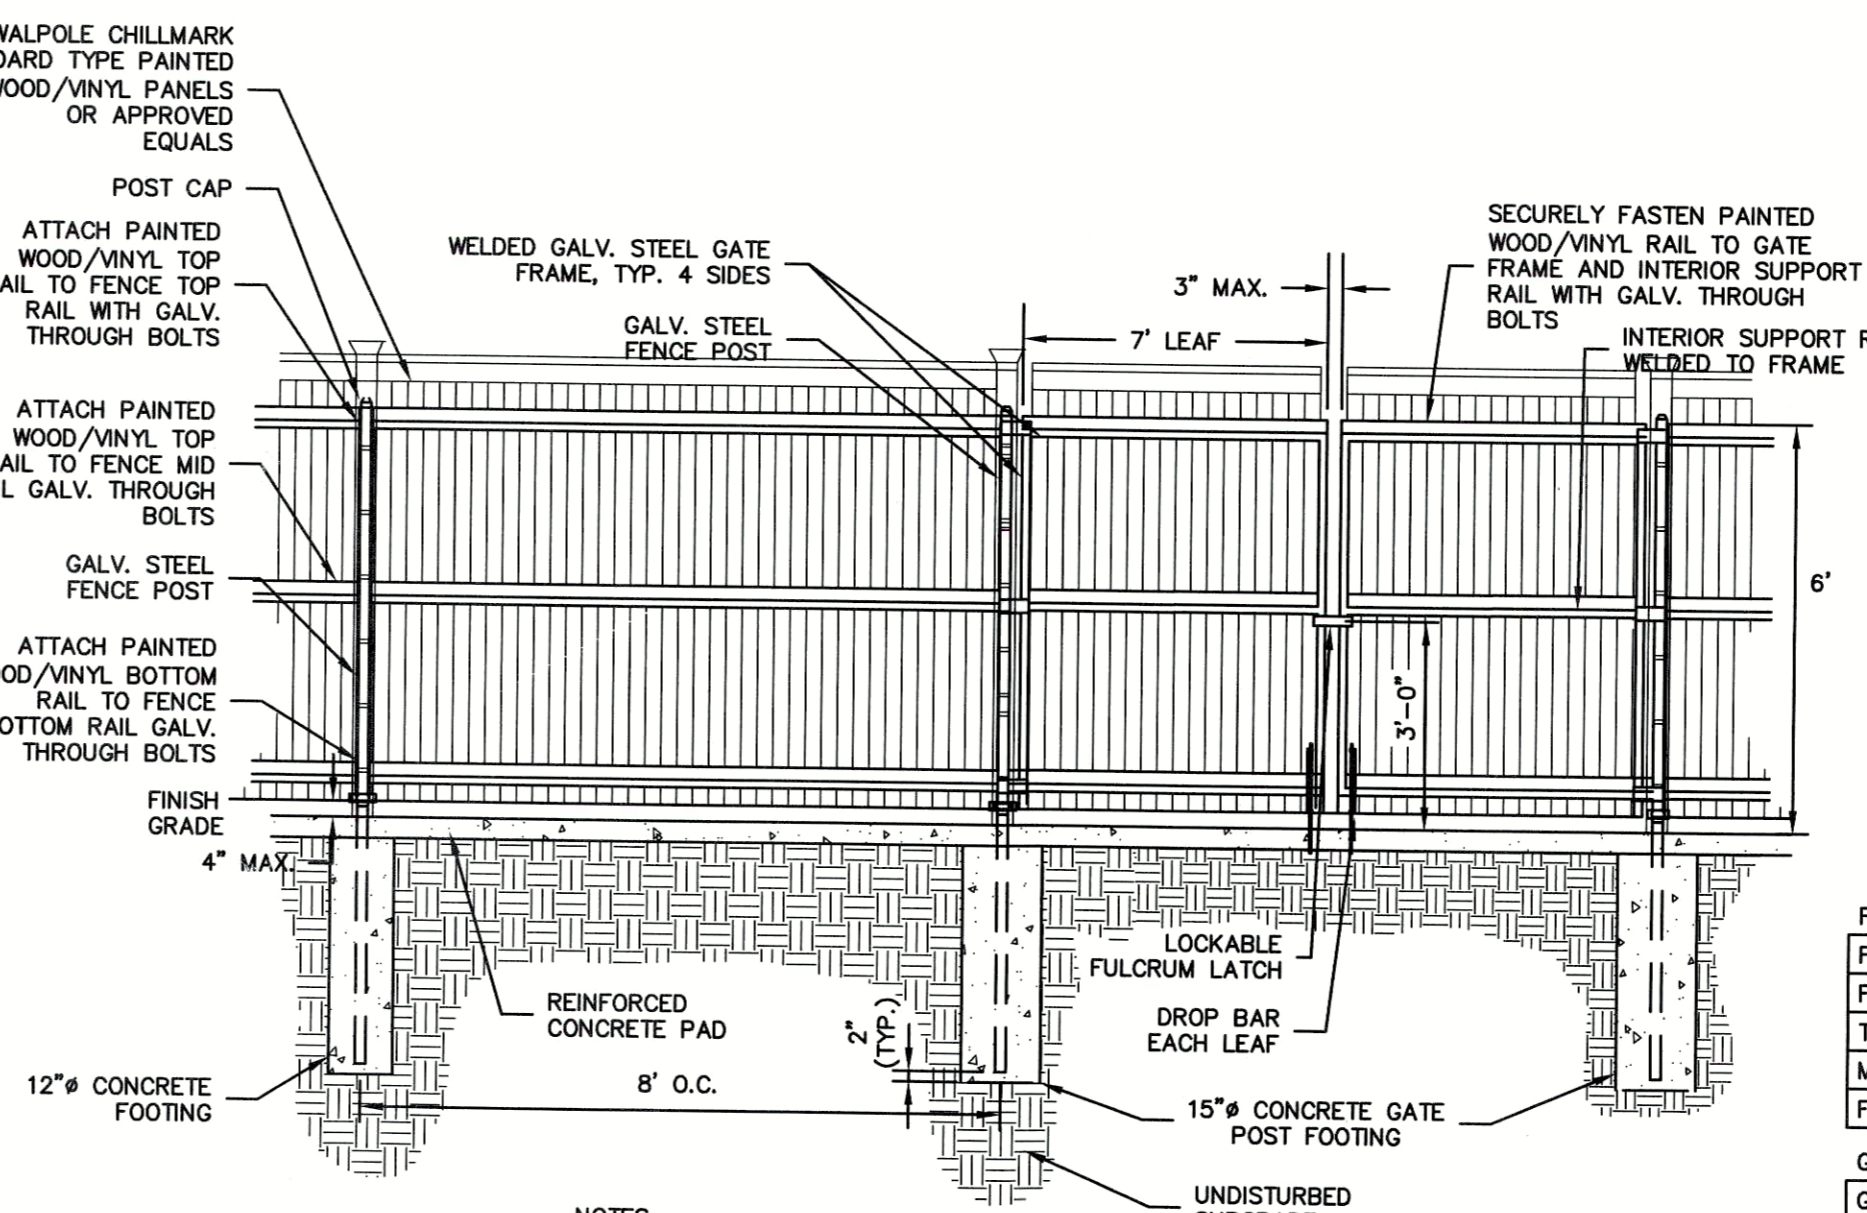 WALPOLE CHILLMARK
OARD TYPE PAINTED
WOOD/VINYL PANELS
OR APPROVED
EQUALS
POST CAP
ATTACH PAINTED
WOOD/VINYL TOP
AIL TO FENCE TOP
RAIL WITH GALV.
THROUGH BOLTS
ATTACH PAINTED
WOOD/VINYL TOP
AIL TO FENCE MID
L GALV. THROUGH
BOLTS
GALV. STEEL
FENCE POST
ATTACH PAINTED
OOD/VINYL BOTTOM
RAIL TO FENCE
OTTOM RAIL GALV.
THROUGH BOLTS
FINISH
GRADE
4" MAX.
12"ø CONCRETE
FOOTING
WELDED GALV. STEEL GATE
FRAME, TYP. 4 SIDES
GALV. STEEL
FENCE POST
3" MAX.
7' LEAF
SECURELY FASTEN PAINTED
WOOD/VINYL RAIL TO GATE
FRAME AND INTERIOR SUPPORT
RAIL WITH GALV. THROUGH
BOLTS
INTERIOR SUPPORT R
WELDED TO FRAME
6'
3'-0"
REINFORCED
CONCRETE PAD
2"
(TYP.)
8' O.C.
LOCKABLE
FULCRUM LATCH
DROP BAR
EACH LEAF
15"ø CONCRETE GATE
POST FOOTING
UNDISTURBED
NOTES
F
F
F
T
M
F
G
G